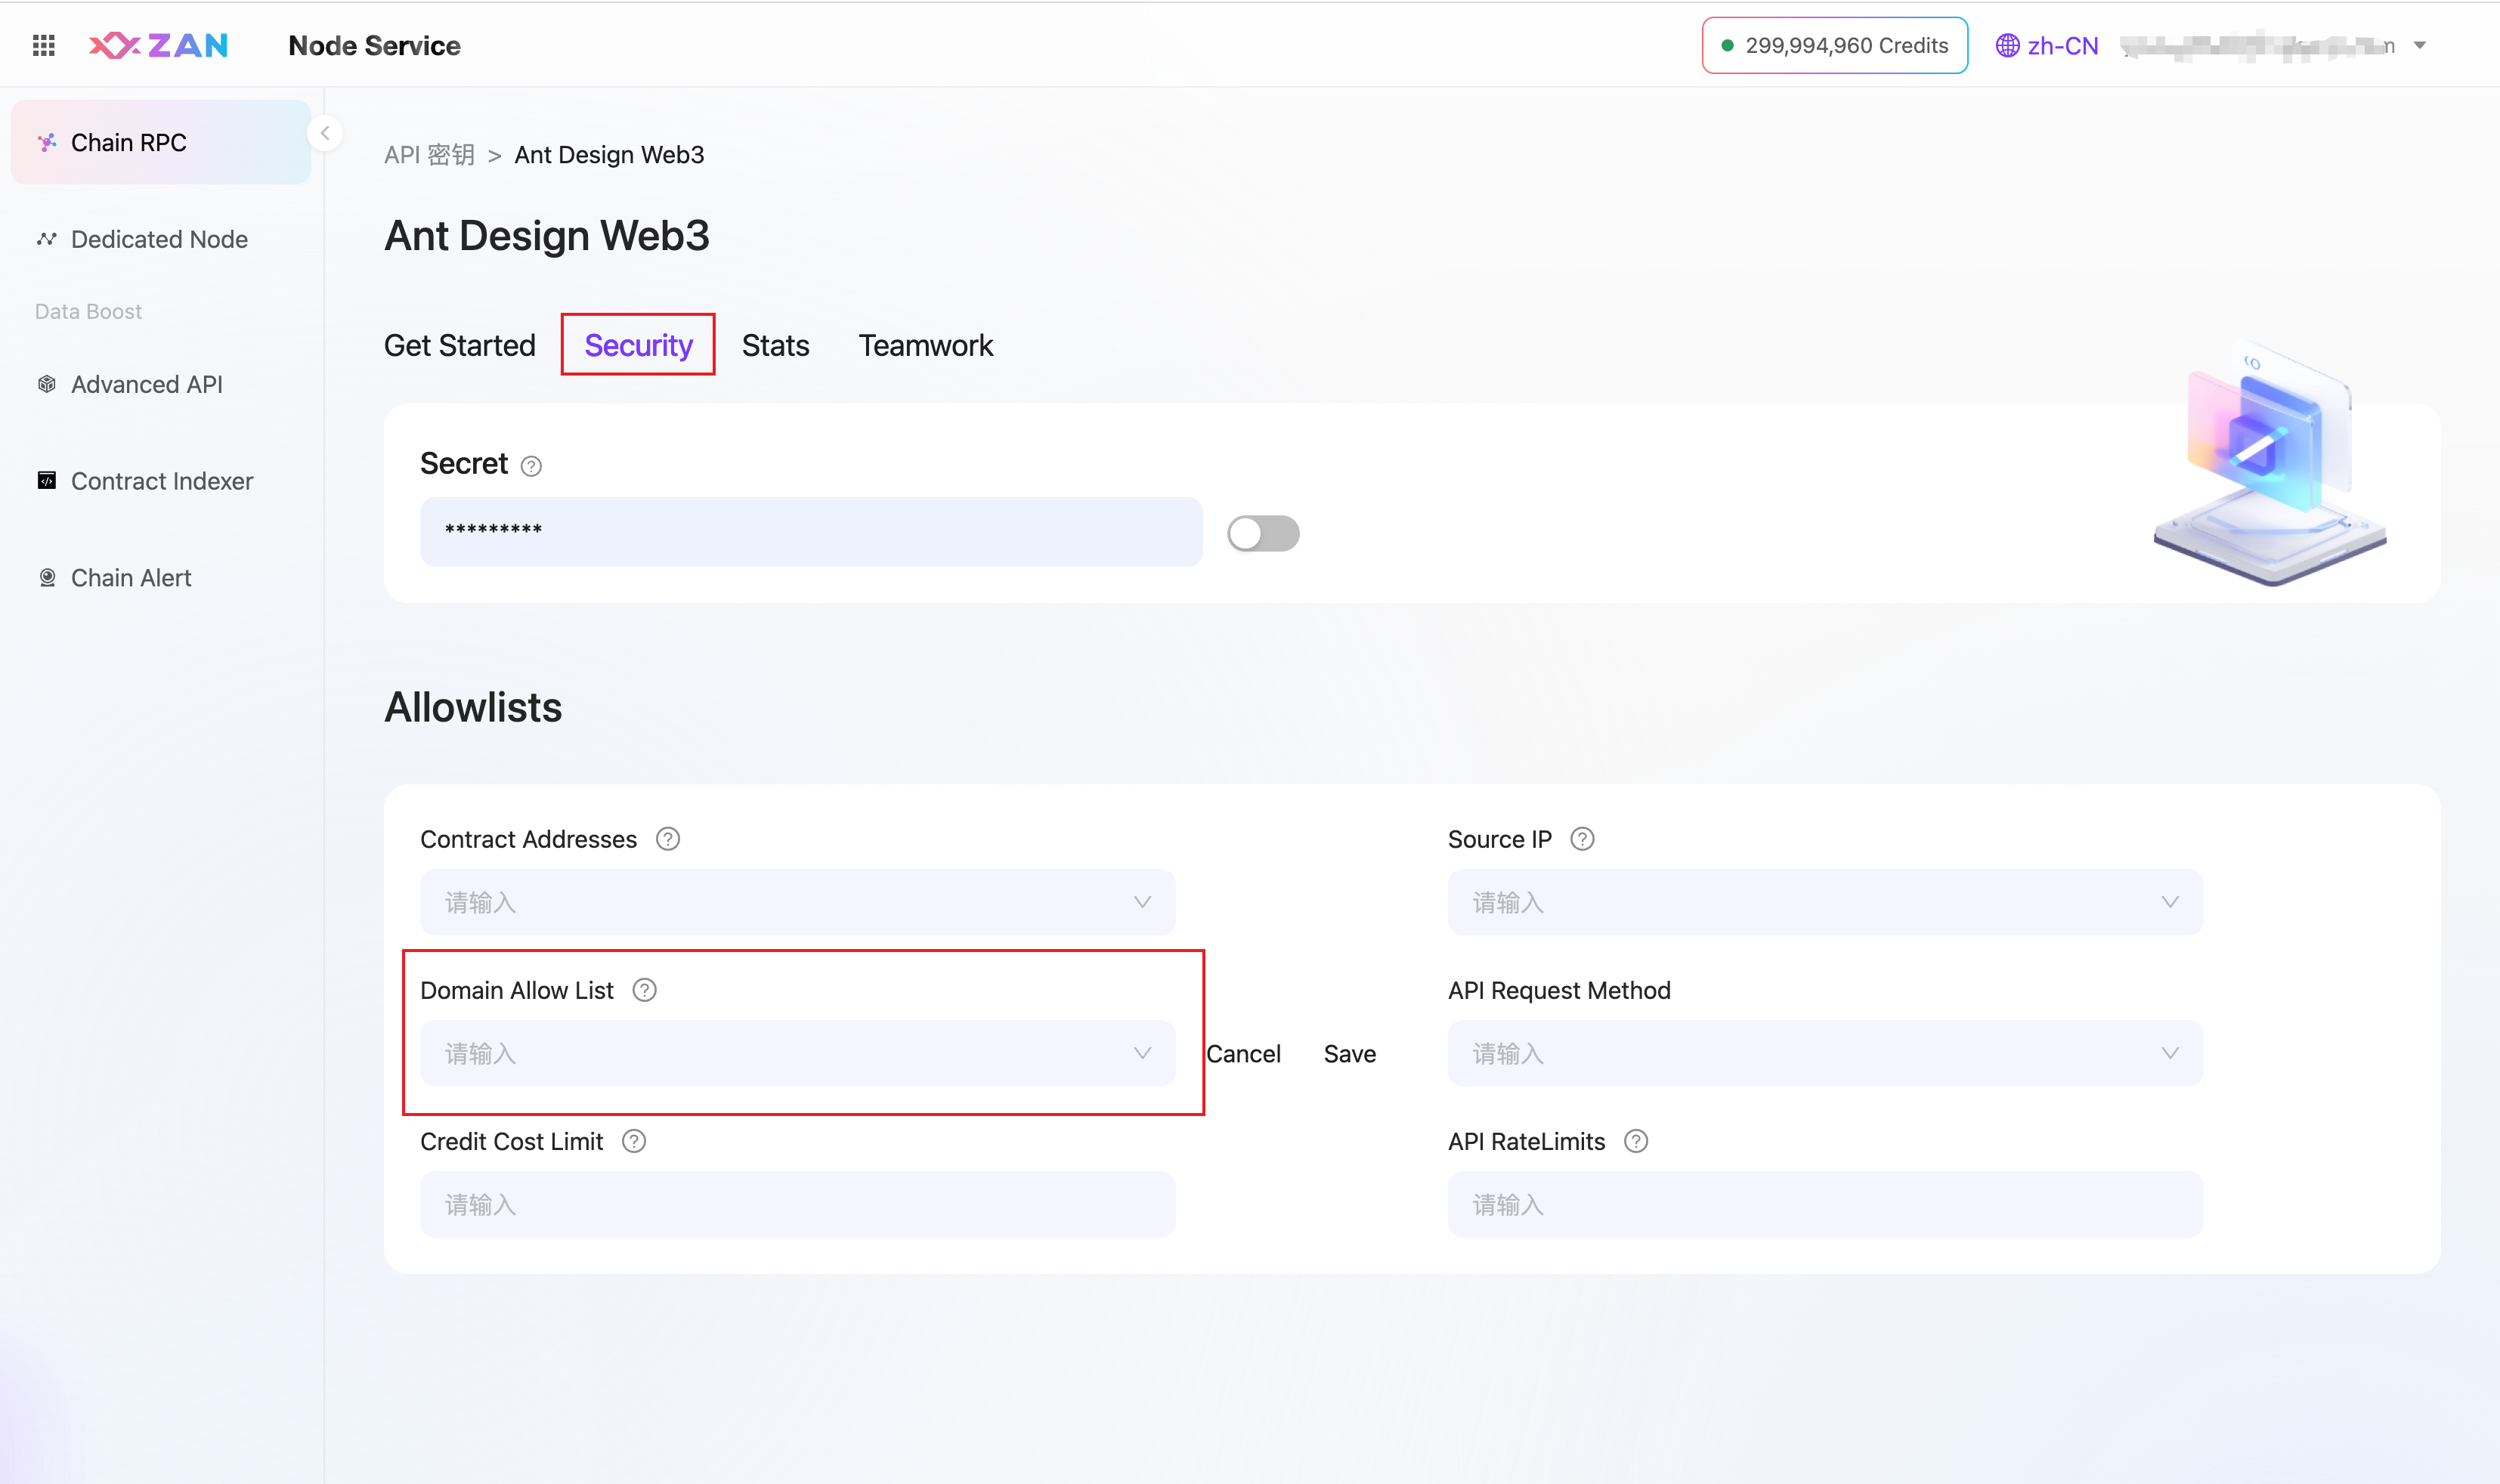 ZAN
Node Service
299,994,960 Credits
zh-CN
Chain RPC
Dedicated Node
Data Boost
Advanced API
Contract Indexer
Chain Alert
API 密钥 > Ant Design Web3
Ant Design Web3
Get Started Security Stats Teamwork
Secret
*********
Allowlists
Contract Addresses
请输入
Source IP
请输入
Domain Allow List
请输入
Cancel Save
API Request Method
请输入
Credit Cost Limit
请输入
API RateLimits
请输入